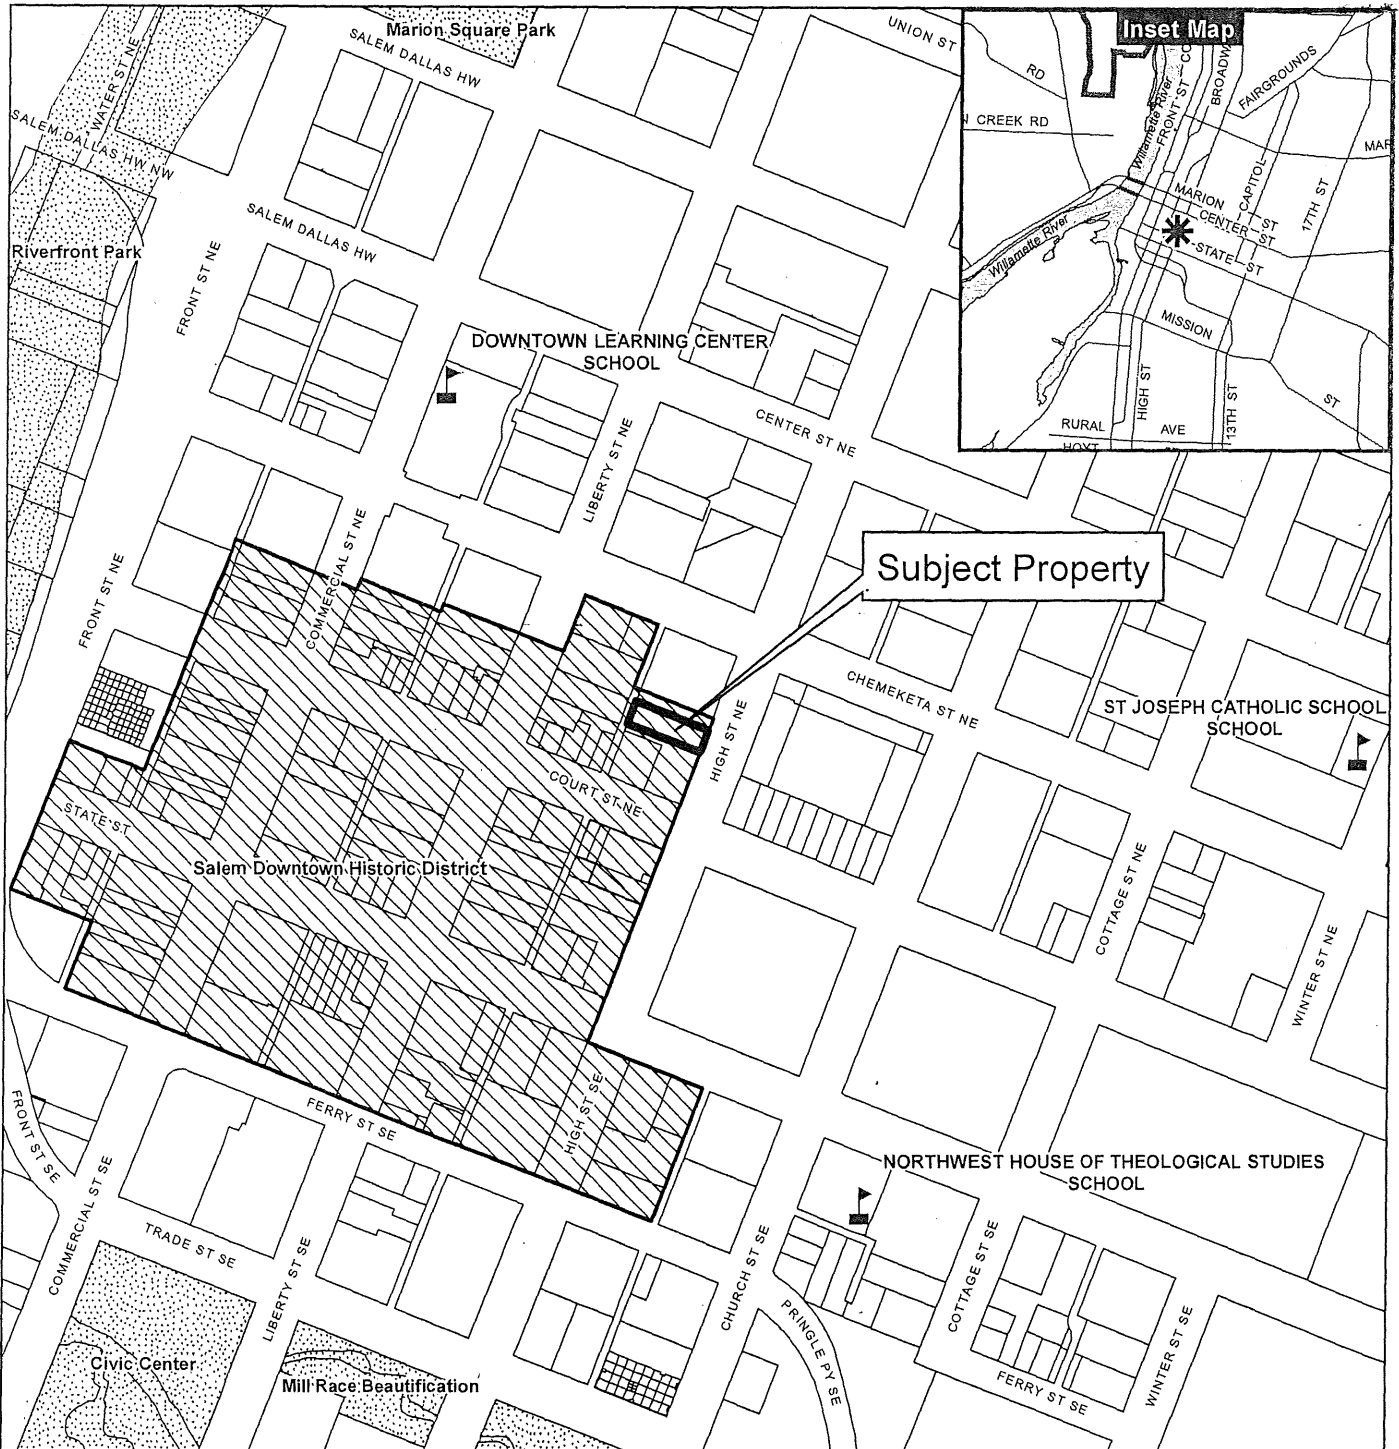 Marion Square Park
SALEM DALLAS HW
UNION ST
WATER ST NE
SALEM DALLAS HW NW
SALEM DALLAS HW
Riverfront Park
FRONT ST NE
DOWNTOWN LEARNING CENTER
SCHOOL
LIBERTY ST NE
CENTER ST NE
COMMERCIAL ST NE
FRONT ST NE
Subject Property
CHEMEKETA ST NE
HIGH ST NE
ST JOSEPH CATHOLIC SCHOOL
SCHOOL
COURT ST NE
STATE ST
Salem Downtown Historic District
COTTAGE ST NE
WINTER ST NE
FERRY ST SE
HIGH ST SE
FRONT ST SE
COMMERCIAL ST SE
TRADE ST SE
LIBERTY ST SE
NORTHWEST HOUSE OF THEOLOGICAL STUDIES
SCHOOL
CHURCH ST SE
PRINGLE PY SE
COTTAGE ST SE
FERRY ST SE
WINTER ST SE
Civic Center
Mill Race Beautification
Inset Map
RD
N CREEK RD
Willamette River
FRONT ST
CO
BROADW
FAIRGROUNDS
MAR
CAPITOL
17TH ST
MARION ST
CENTER ST
STATE ST
Willamette River
MISSION
ST
HIGH ST
13TH ST
RURAL AVE
HOYT